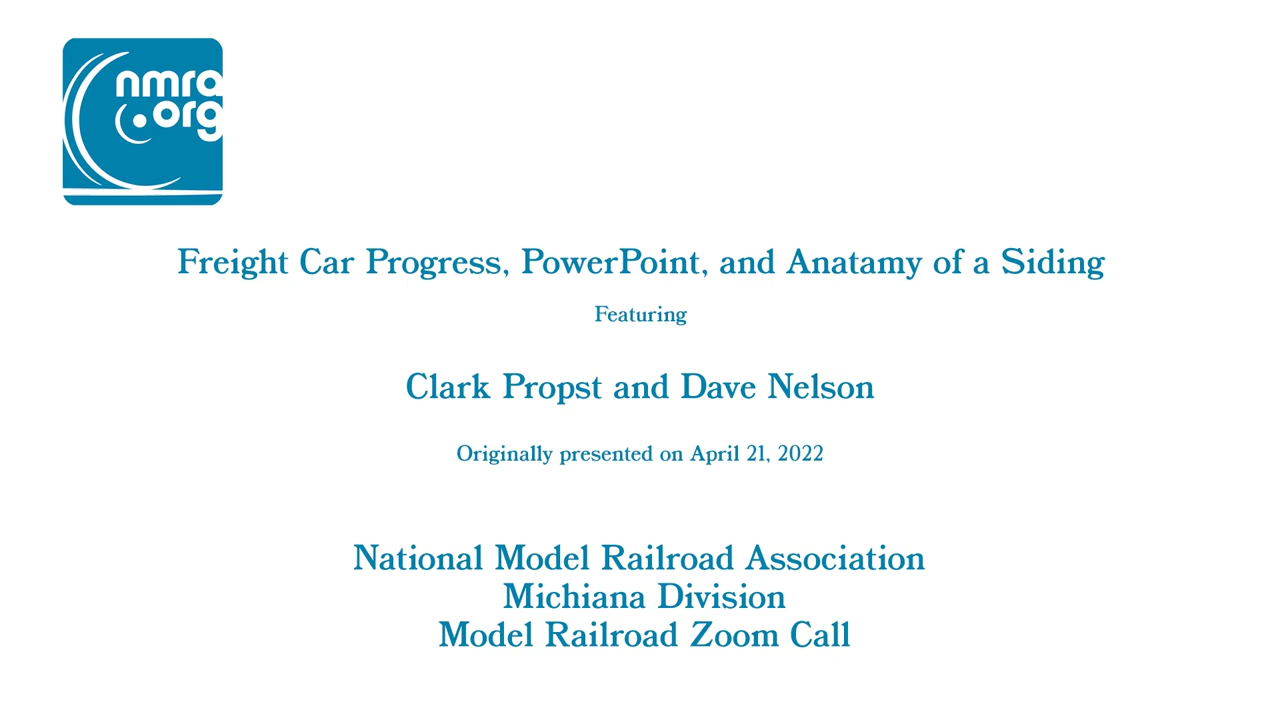 nmra
.org
Freight Car Progress, PowerPoint, and Anatamy of a Siding
Featuring
Clark Propst and Dave Nelson
Originally presented on April 21, 2022
National Model Railroad Association
Michiana Division
Model Railroad Zoom Call